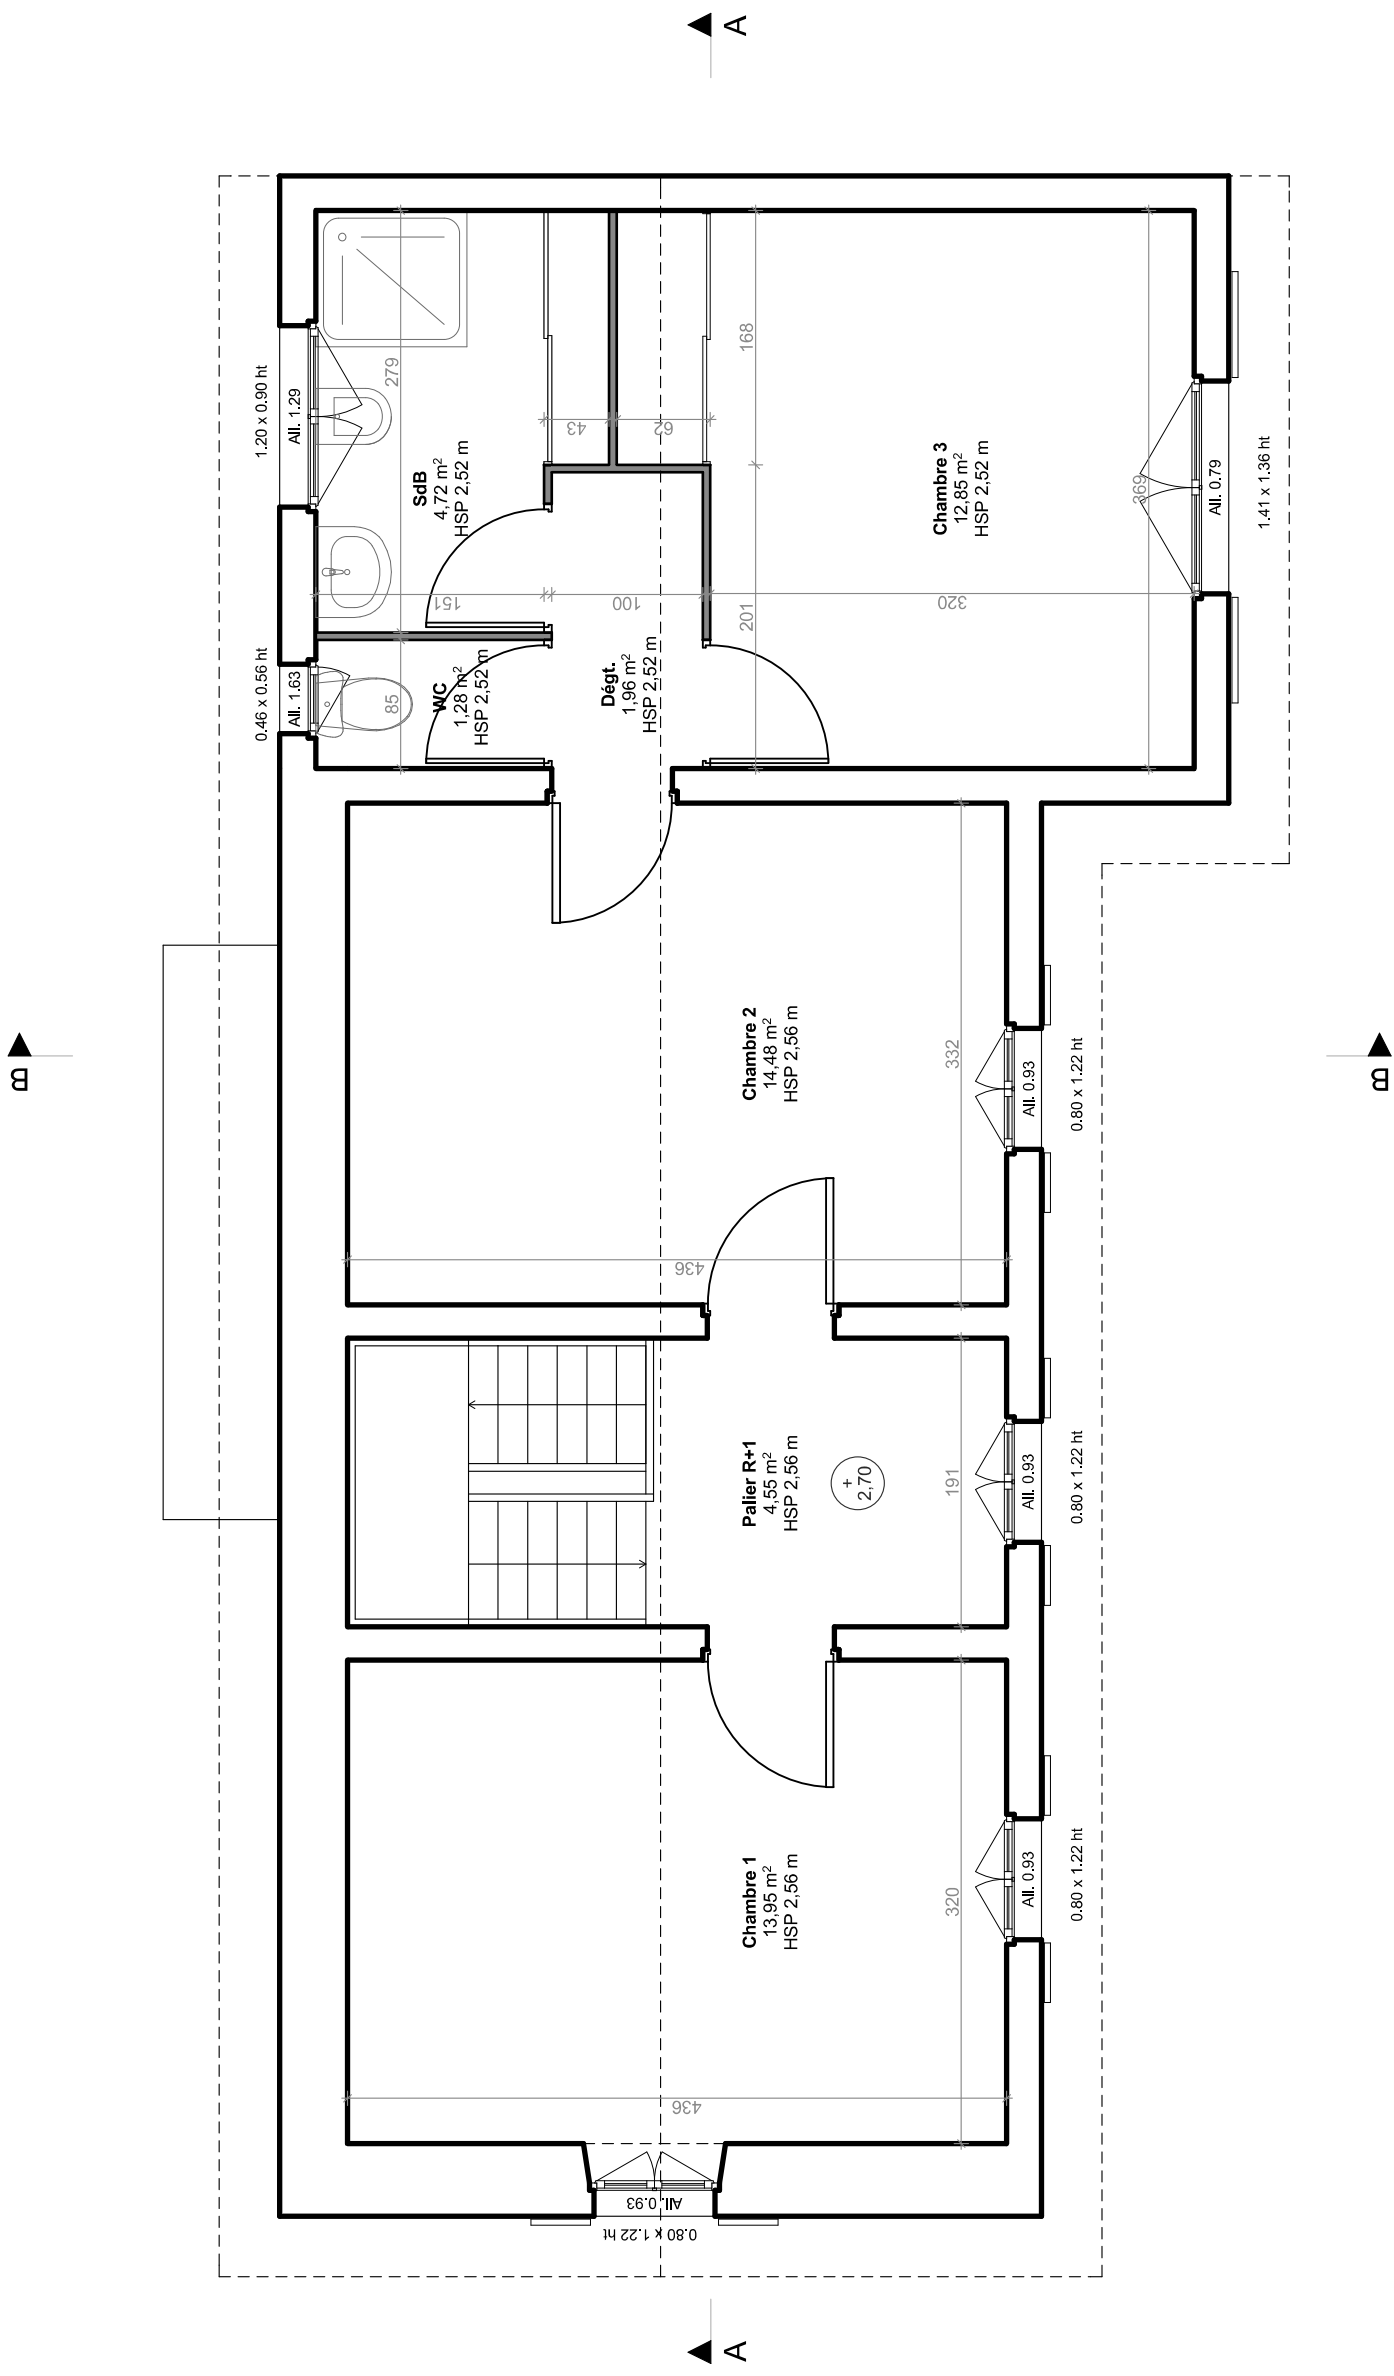 A
1.20 x 0.90 ht
All. 1.29
279
SdB
4,72 m²
HSP 2,52 m
151
43
62
168
201
100
Chambre 3
12,85 m²
HSP 2,52 m
369
320
All. 0.79
1.41 x 1.36 ht
0.46 x 0.56 ht
All. 1.63
85
WC
1,28 m²
HSP 2,52 m
Dégt.
1,96 m²
HSP 2,52 m
B
Chambre 2
14,48 m²
HSP 2,56 m
332
436
All. 0.93
0.80 x 1.22 ht
B
Palier R+1
4,55 m²
HSP 2,56 m
+
2,70
191
All. 0.93
0.80 x 1.22 ht
Chambre 1
13,95 m²
HSP 2,56 m
320
436
All. 0.93
0.80 x 1.22 ht
All. 0.93
0.80 x 1.22 ht
A